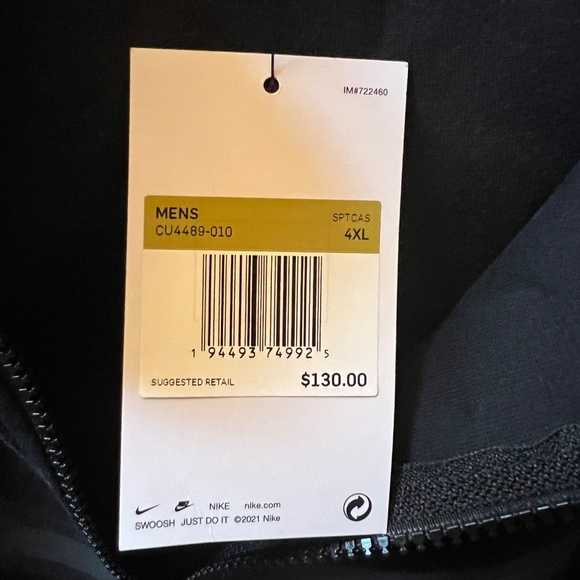 IM#722460
MENS SPTCAS
CU4489-010 4XL
1 94493 74992 5
SUGGESTED RETAIL $130.00
NIKE nike.com
SWOOSH JUST DO IT ©2021 Nike